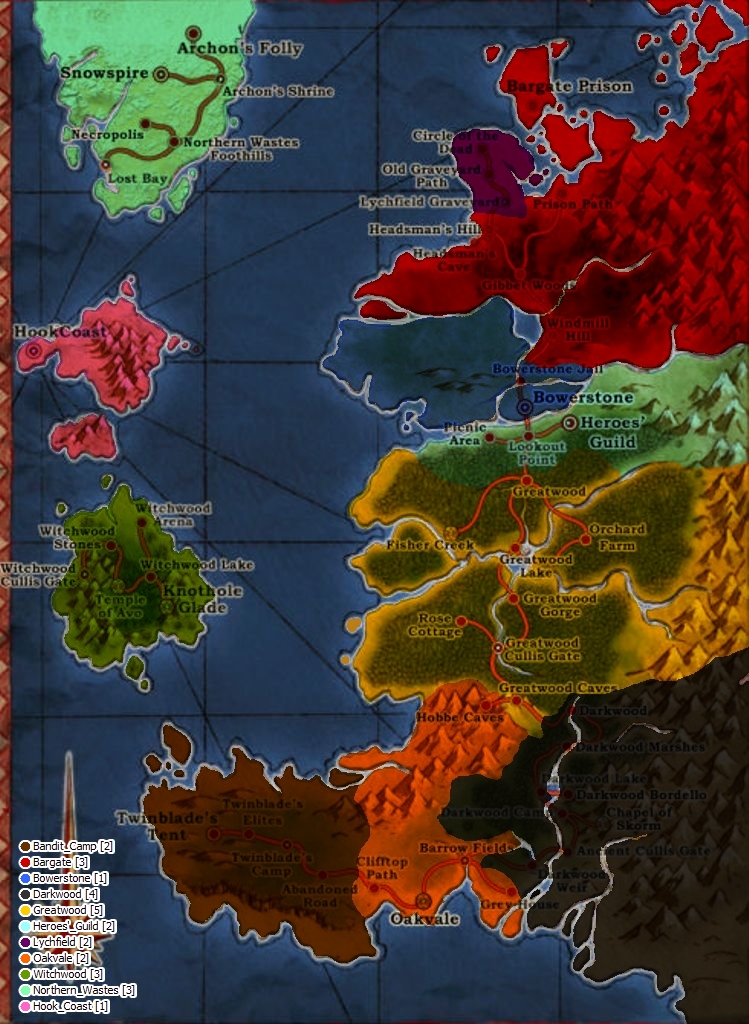 Archon's Folly
Snowspire
Archon's Shrine
Necropolis
Northern Wastes
Foothills
Lost Bay
Bargate Prison
Circle of the
Dead
Old Graveyard
Path
Lychfield Graveyard
Prison Path
Headsman's Hill
Headsman's
Cave
Gibbet Woods
Windmill
Hill
HookCoast
Bowerstone Jail
Bowerstone
Heroes'
Guild
Picnic
Area
Lookout
Point
Greatwood
Fisher Creek
Orchard
Farm
Greatwood
Lake
Witchwood
Arena
Witchwood
Stones
Witchwood Lake
Witchwood
Cullis Gate
Temple
of Avo
Knothole
Glade
Greatwood
Gorge
Rose
Cottage
Greatwood
Cullis Gate
Greatwood Caves
Hobbe Caves
Darkwood
Darkwood Marshes
Darkwood Lake
Darkwood Bordello
Darkwood Camp
Chapel of
Skorm
Ancient Cullis Gate
Darkwood
Weir
Twinblade's
Tent
Twinblade's
Elites
Twinblade's
Camp
Abandoned
Road
Clifftop
Path
Barrow Fields
Oakvale
Grey House
Bandit_Camp [2]
Bargate [3]
Bowerstone [1]
Darkwood [4]
Greatwood [5]
Heroes'_Guild [2]
Lychfield [2]
Oakvale [2]
Witchwood [3]
Northern_Wastes [3]
Hook_Coast [1]